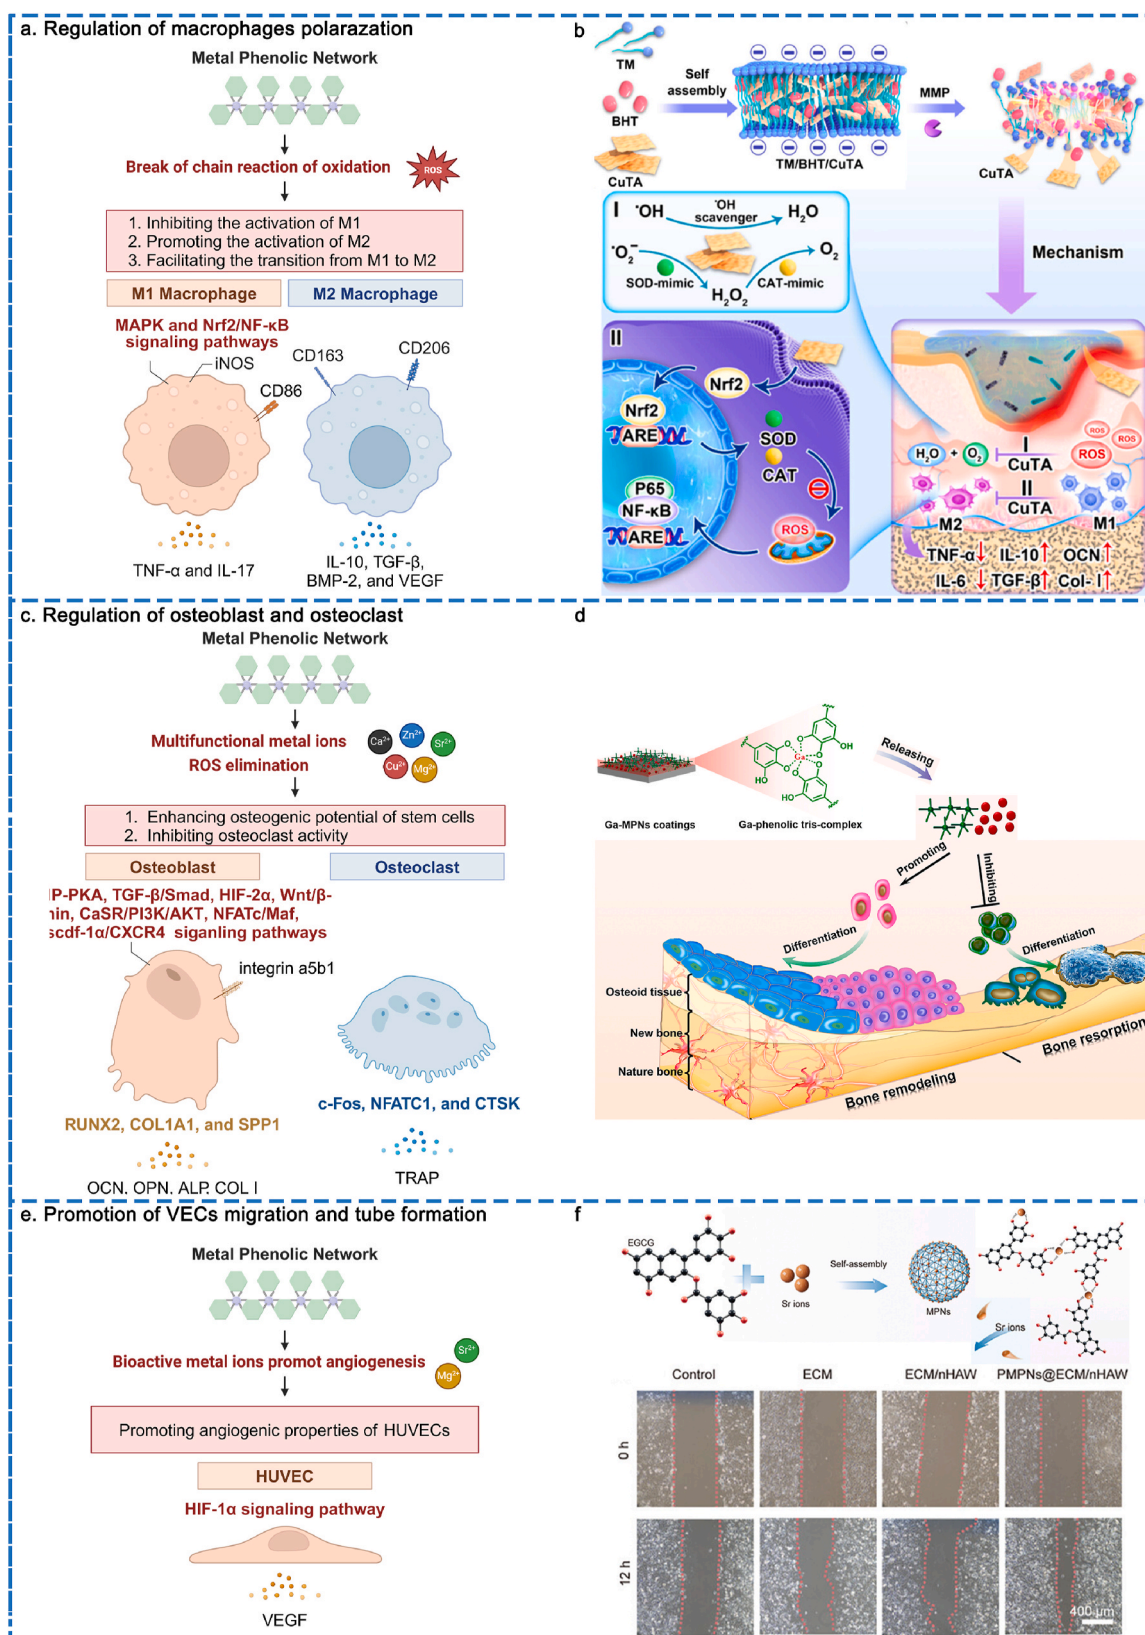 a. Regulation of macrophages polarazation
Metal Phenolic Network
Break of chain reaction of oxidation
ROS
1. Inhibiting the activation of M1
2. Promoting the activation of M2
3. Facilitating the transition from M1 to M2
M1 Macrophage
M2 Macrophage
MAPK and Nrf2/NF-κB
signaling pathways
iNOS
CD86
CD163
CD206
TNF-α and IL-17
IL-10, TGF-β,
BMP-2, and VEGF
b
TM
BHT
CuTA
Self
assembly
TM/BHT/CuTA
MMP
CuTA
Mechanism
I
·OH
·OH
scavenger
H2O
·O2−
SOD-mimic
H2O2
CAT-mimic
O2
II
Nrf2
Nrf2
ARE
SOD
CAT
P65
NF-κB
ARE
ROS
H2O + O2
I
CuTA
ROS
ROS
ROS
II
CuTA
M2
M1
TNF-α↓ IL-10↑ OCN↑
IL-6 ↓ TGF-β↑ Col-I↑
c. Regulation of osteoblast and osteoclast
Metal Phenolic Network
Multifunctional metal ions
ROS elimination
Ca2+
Zn2+
Sr2+
Cu2+
Mg2+
1. Enhancing osteogenic potential of stem cells
2. Inhibiting osteoclast activity
Osteoblast
Osteoclast
IP-PKA, TGF-β/Smad, HIF-2α, Wnt/β-
nin, CaSR/PI3K/AKT, NFATc/Maf,
scdf-1α/CXCR4 siganling pathways
integrin a5b1
RUNX2, COL1A1, and SPP1
OCN, OPN, ALP, COL I
c-Fos, NFATC1, and CTSK
TRAP
d
Ga-MPNs coatings
Ga
OH
HO
HO
Ga-phenolic tris-complex
Releasing
Promoting
Inhibiting
Differentiation
Differentiation
Osteoid tissue
New bone
Nature bone
Bone remodeling
Bone resorption
e. Promotion of VECs migration and tube formation
Metal Phenolic Network
Bioactive metal ions promot angiogenesis
Sr2+
Mg2+
Promoting angiogenic properties of HUVECs
HUVEC
HIF-1α signaling pathway
VEGF
f
EGCG
Sr ions
Self-assembly
MPNs
Sr ions
Control
ECM
ECM/nHAW
PMPNs@ECM/nHAW
0 h
12 h
400 μm